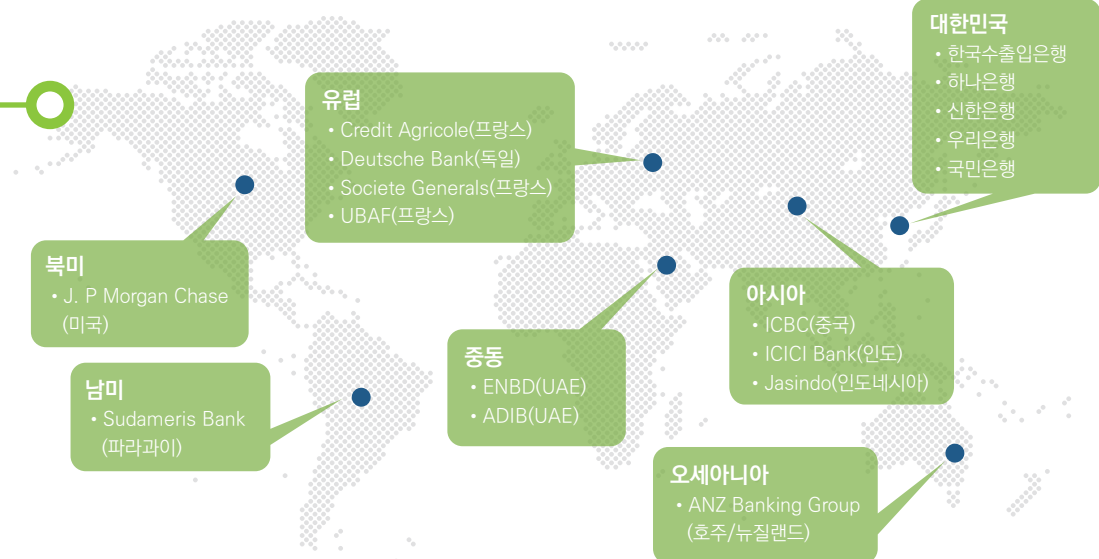 대한민국
• 한국수출입은행
• 하나은행
• 신한은행
• 우리은행
• 국민은행
유럽
• Credit Agricole(프랑스)
• Deutsche Bank(독일)
• Societe Generals(프랑스)
• UBAF(프랑스)
북미
• J. P Morgan Chase
(미국)
아시아
• ICBC(중국)
• ICICI Bank(인도)
• Jasindo(인도네시아)
중동
• ENBD(UAE)
• ADIB(UAE)
남미
• Sudameris Bank
(파라과이)
오세아니아
• ANZ Banking Group
(호주/뉴질랜드)